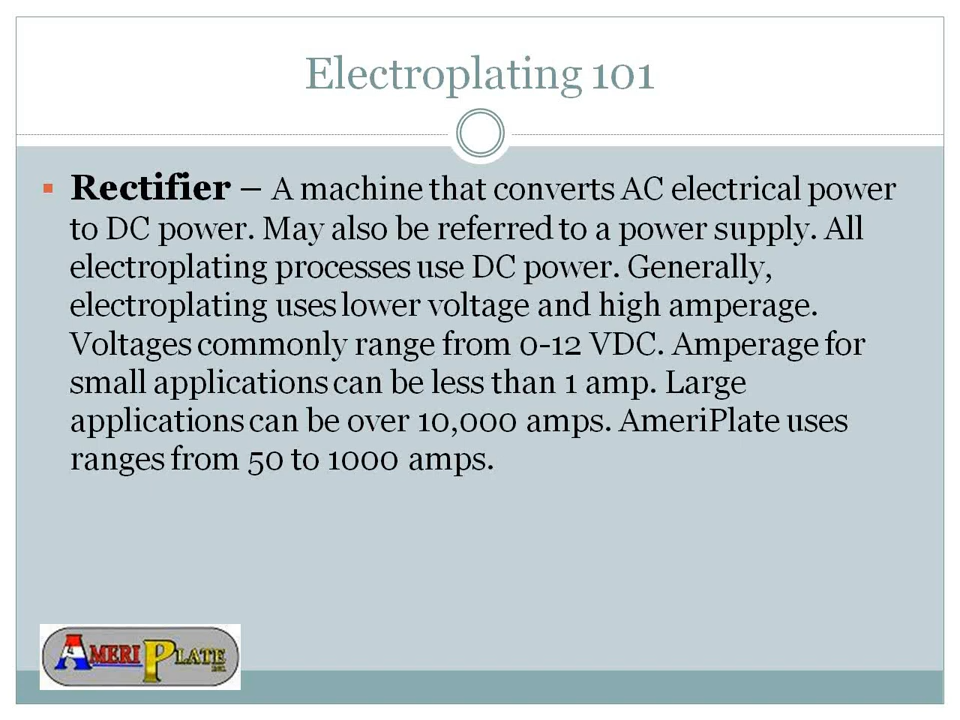 Electroplating 101
▪ Rectifier – A machine that converts AC electrical power
to DC power. May also be referred to a power supply. All
electroplating processes use DC power. Generally,
electroplating uses lower voltage and high amperage.
Voltages commonly range from 0-12 VDC. Amperage for
small applications can be less than 1 amp. Large
applications can be over 10,000 amps. AmeriPlate uses
ranges from 50 to 1000 amps.
AMERI PLATE INC.